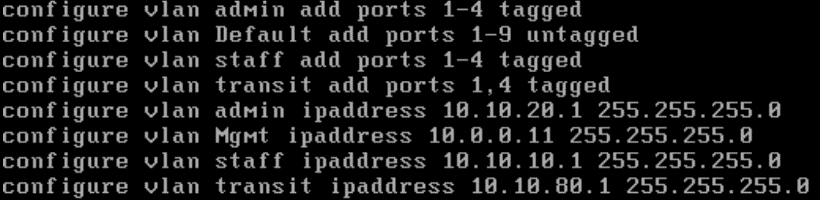 configure vlan admin add ports 1-4 tagged
configure vlan Default add ports 1-9 untagged
configure vlan staff add ports 1-4 tagged
configure vlan transit add ports 1,4 tagged
configure vlan admin ipaddress 10.10.20.1 255.255.255.0
configure vlan Mgmt ipaddress 10.0.0.11 255.255.255.0
configure vlan staff ipaddress 10.10.10.1 255.255.255.0
configure vlan transit ipaddress 10.10.80.1 255.255.255.0